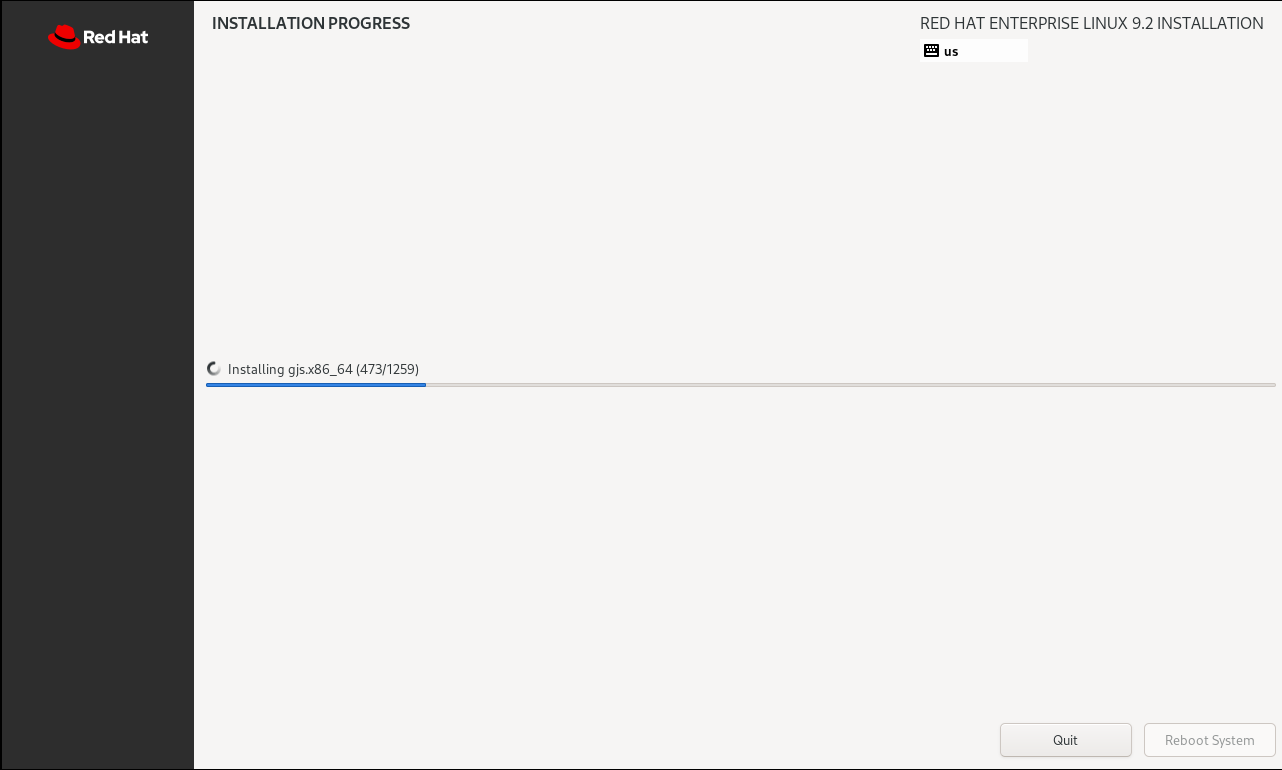 Red Hat
INSTALLATION PROGRESS
RED HAT ENTERPRISE LINUX 9.2 INSTALLATION
us
Installing gjs.x86_64 (473/1259)
Quit
Reboot System